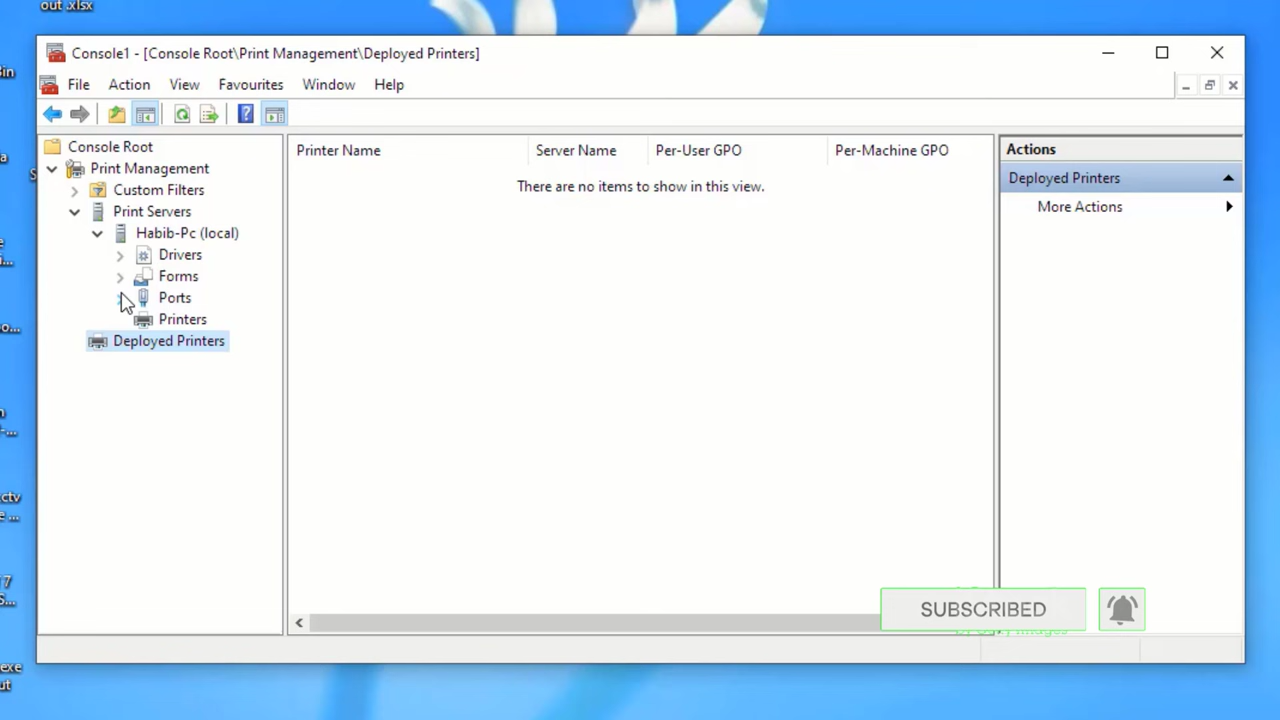 out .xlsx
Console1 - [Console Root\Print Management\Deployed Printers]
File Action View Favourites Window Help
Console Root
Print Management
Custom Filters
Print Servers
Habib-Pc (local)
Drivers
Forms
Ports
Printers
Deployed Printers
Printer Name Server Name Per-User GPO Per-Machine GPO
There are no items to show in this view.
Actions
Deployed Printers
More Actions
SUBSCRIBED